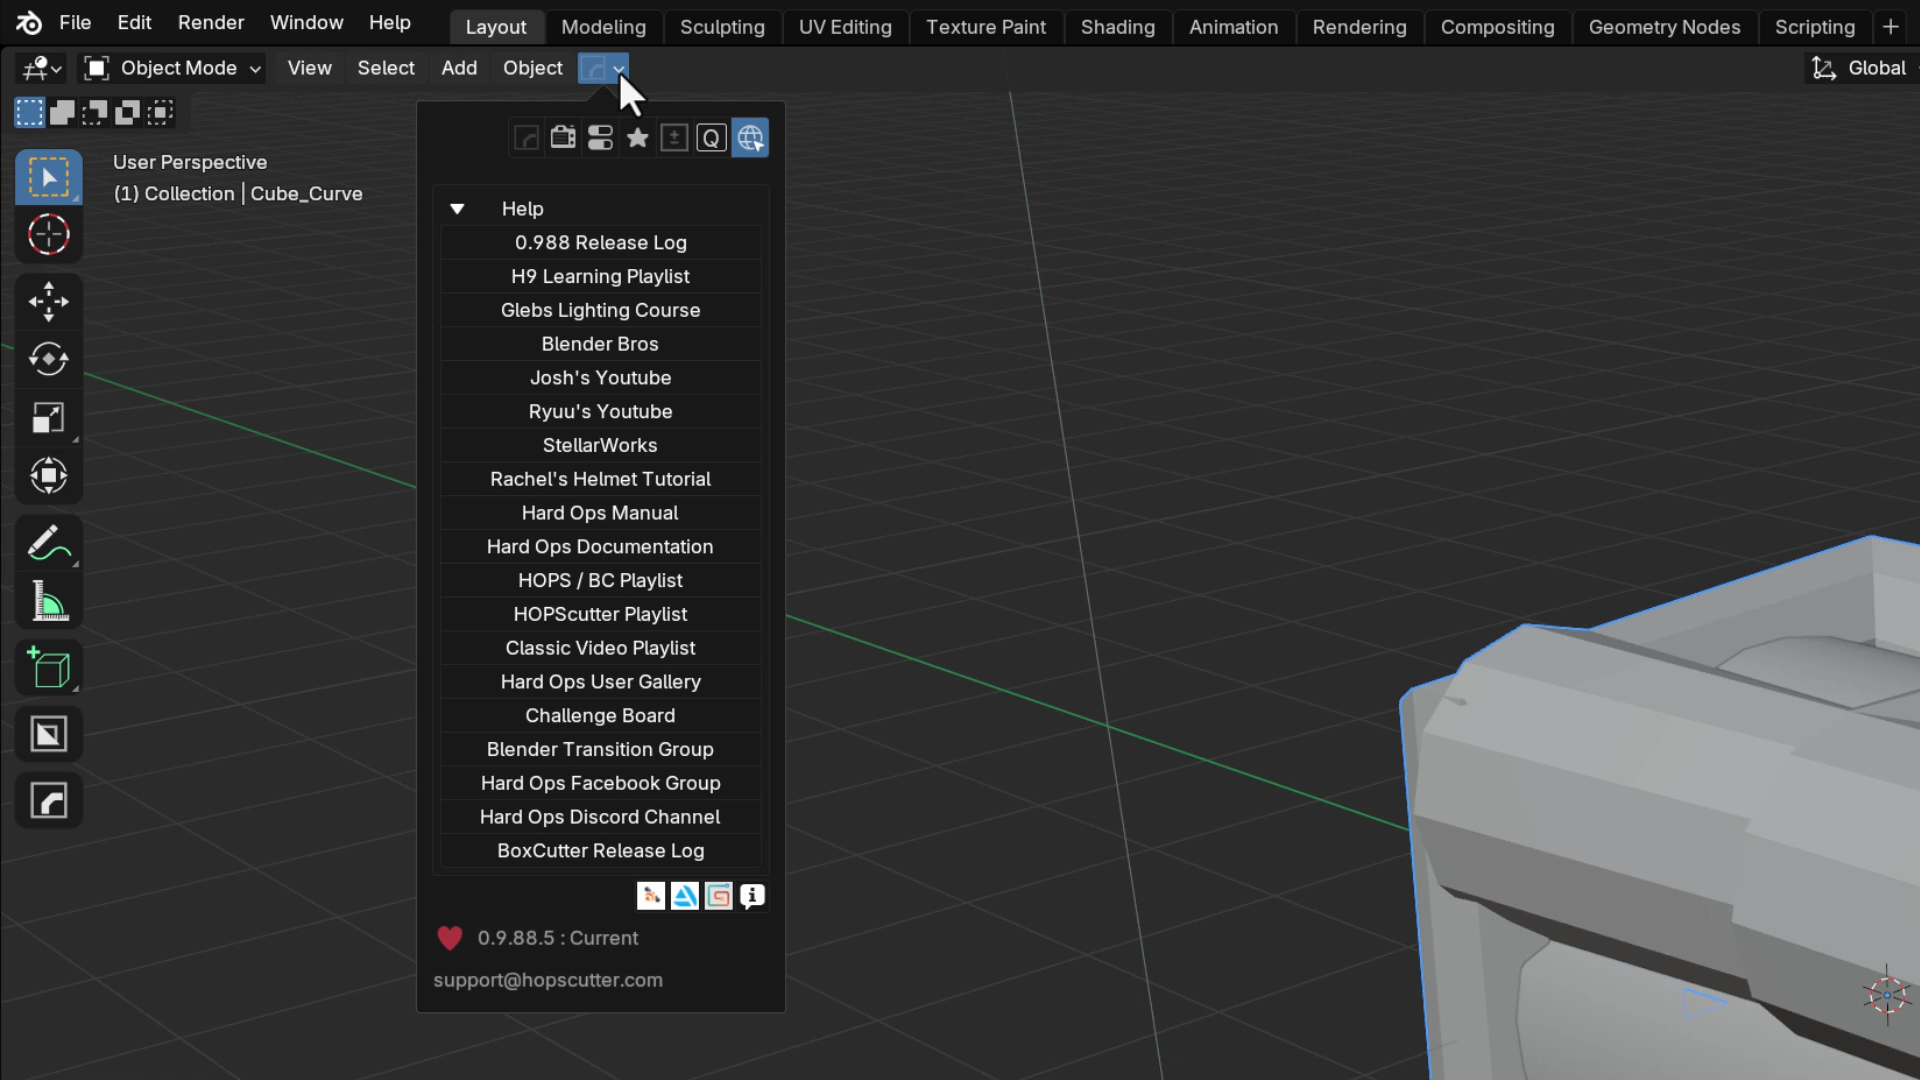 File Edit Render Window Help Layout Modeling Sculpting UV Editing Texture Paint Shading Animation Rendering Compositing Geometry Nodes Scripting +
Object Mode View Select Add Object Global
Q
User Perspective
(1) Collection | Cube_Curve
Help
0.988 Release Log
H9 Learning Playlist
Glebs Lighting Course
Blender Bros
Josh's Youtube
Ryuu's Youtube
StellarWorks
Rachel's Helmet Tutorial
Hard Ops Manual
Hard Ops Documentation
HOPS / BC Playlist
HOPScutter Playlist
Classic Video Playlist
Hard Ops User Gallery
Challenge Board
Blender Transition Group
Hard Ops Facebook Group
Hard Ops Discord Channel
BoxCutter Release Log
0.9.88.5 : Current
support@hopscutter.com